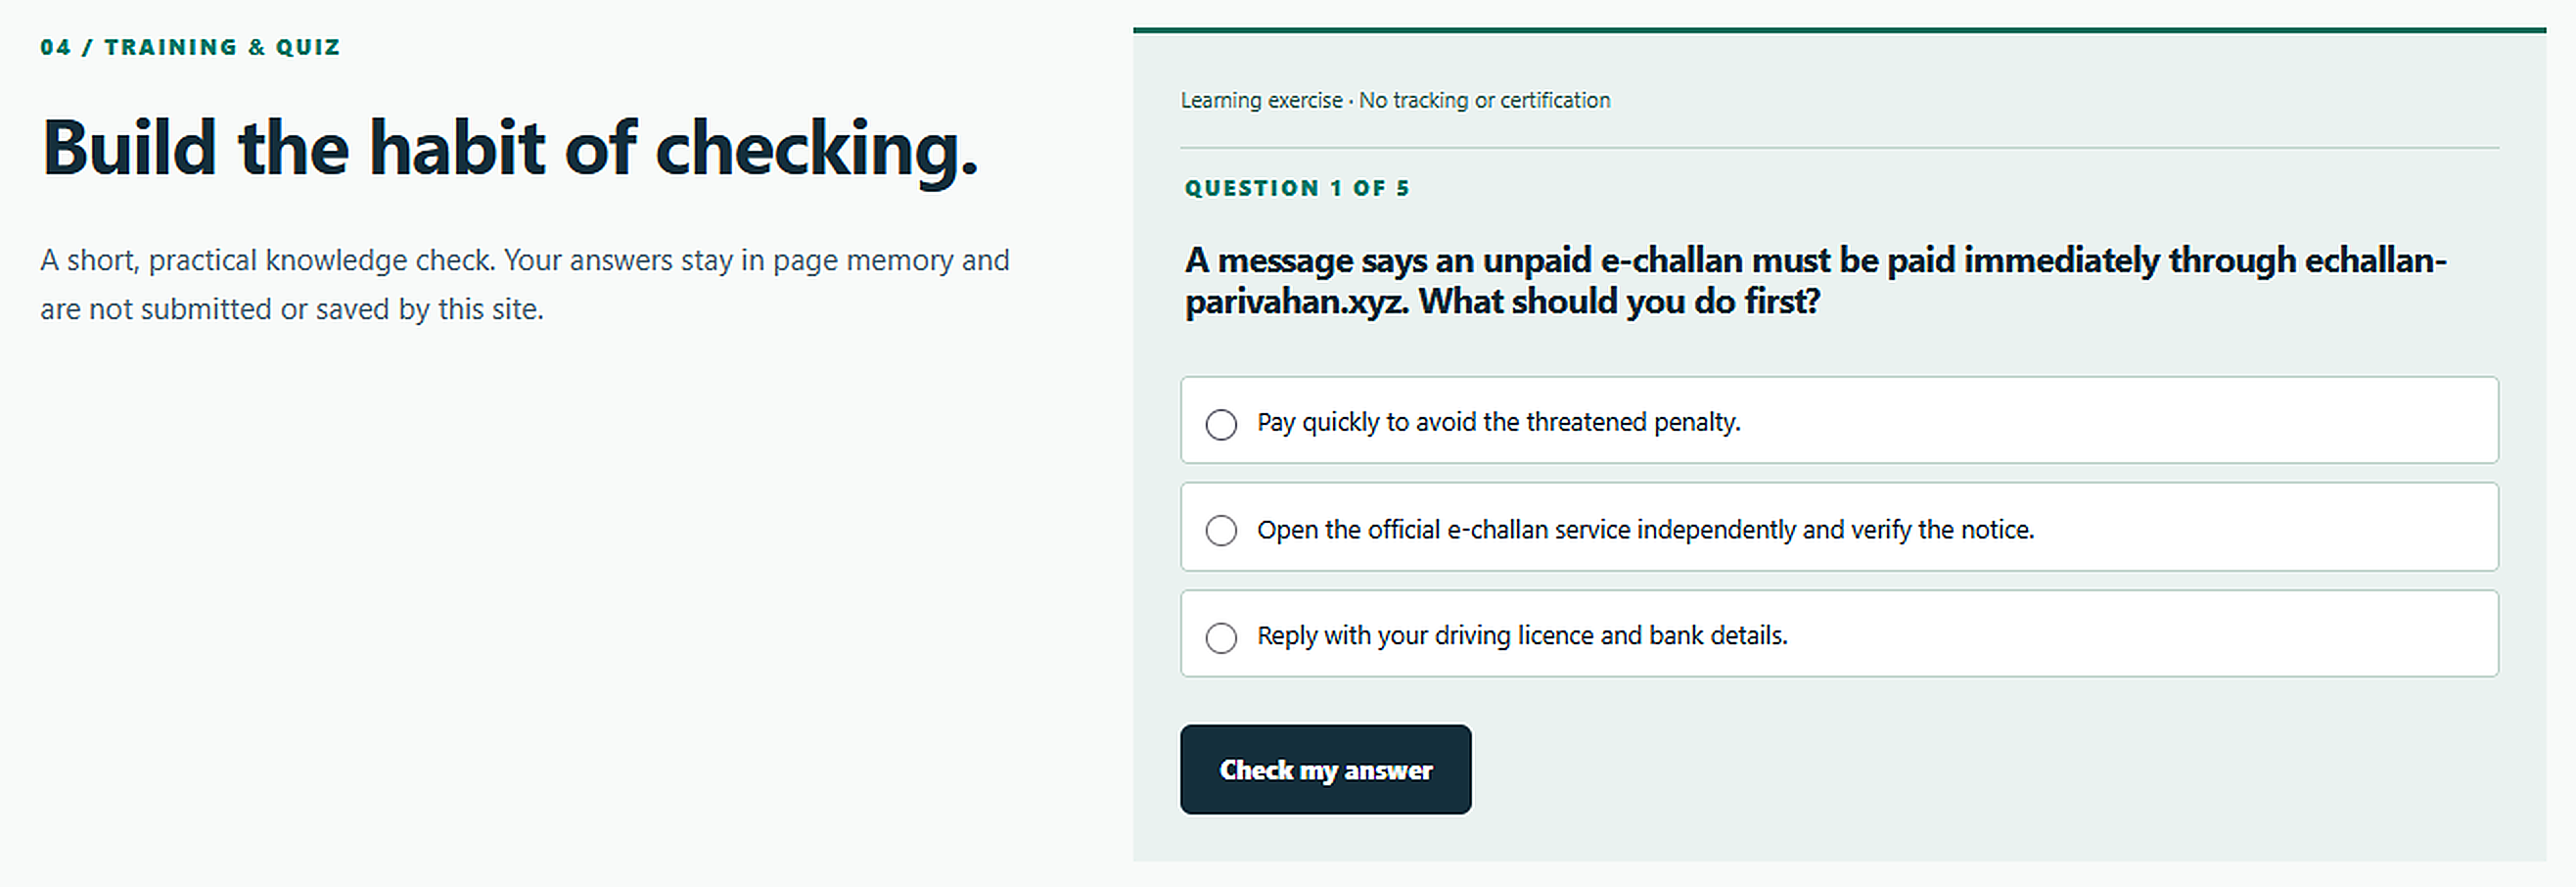 04 / TRAINING & QUIZ
Build the habit of checking.
A short, practical knowledge check. Your answers stay in page memory and
are not submitted or saved by this site.
Learning exercise · No tracking or certification
QUESTION 1 OF 5
A message says an unpaid e-challan must be paid immediately through echallan-
parivahan.xyz. What should you do first?
Pay quickly to avoid the threatened penalty.
Open the official e-challan service independently and verify the notice.
Reply with your driving licence and bank details.
Check my answer